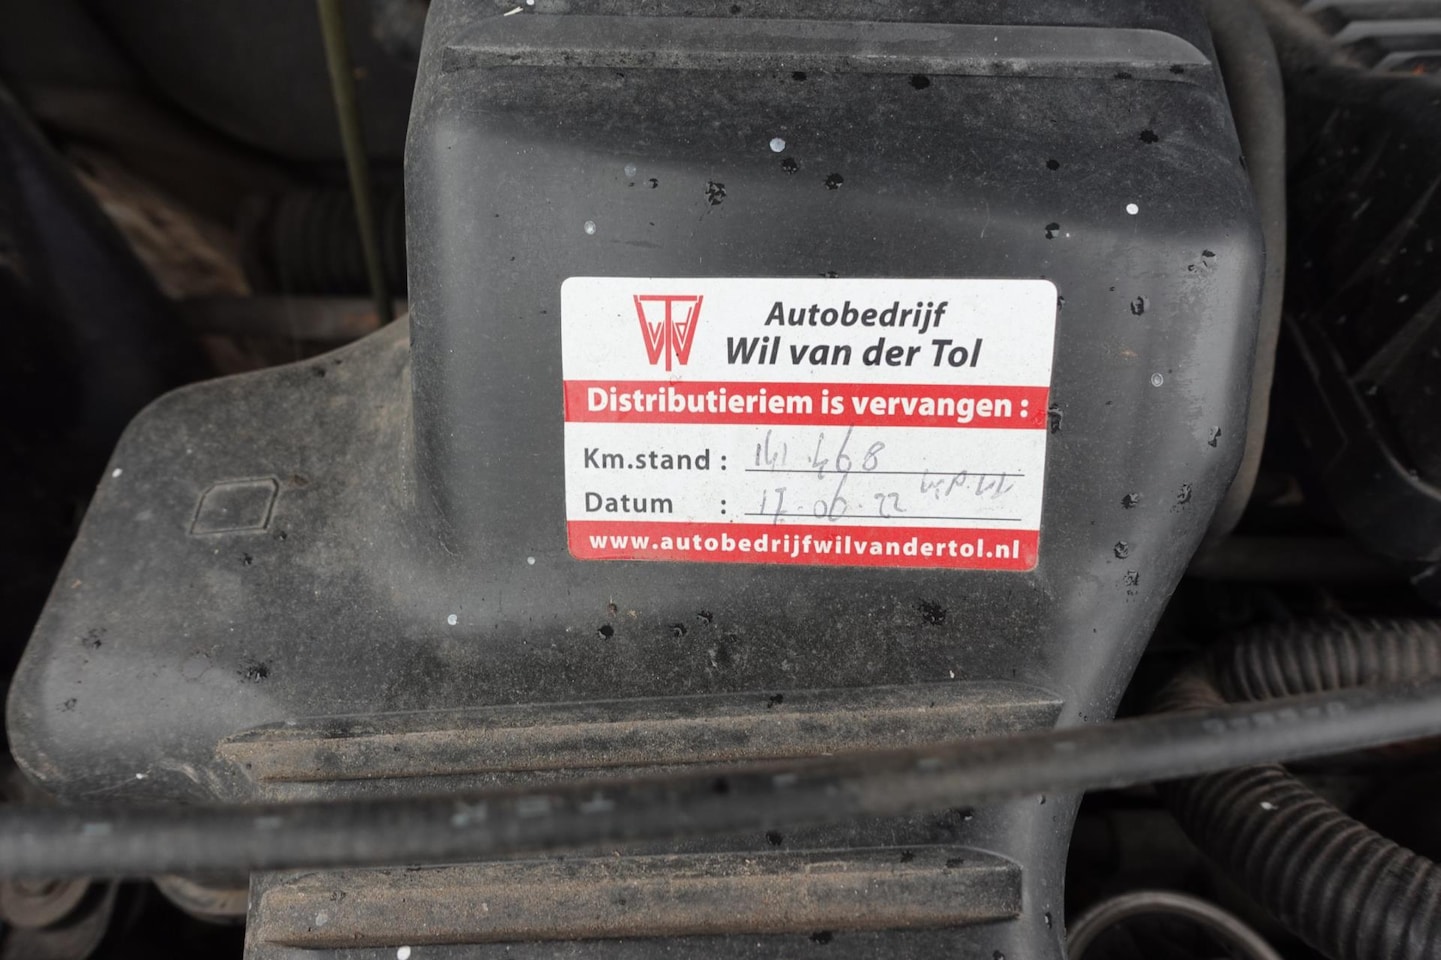 Autobedrijf
Wil van der Tol
Distributieriem is vervangen :
Km.stand : 141.468
Datum : 17-06-22
www.autobedrijfwilvandertol.nl